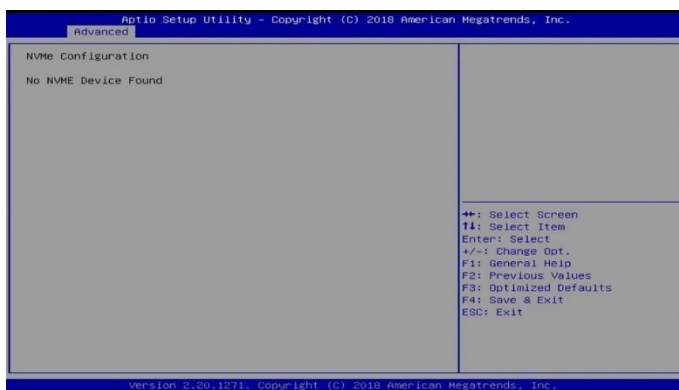 Aptio Setup Utility – Copyright (C) 2018 American Megatrends, Inc.
Advanced
NVMe Configuration
No NVME Device Found
→←: Select Screen
↑↓: Select Item
Enter: Select
+/-: Change Opt.
F1: General Help
F2: Previous Values
F3: Optimized Defaults
F4: Save & Exit
ESC: Exit
Version 2.20.1271. Copyright (C) 2018 American Megatrends, Inc.